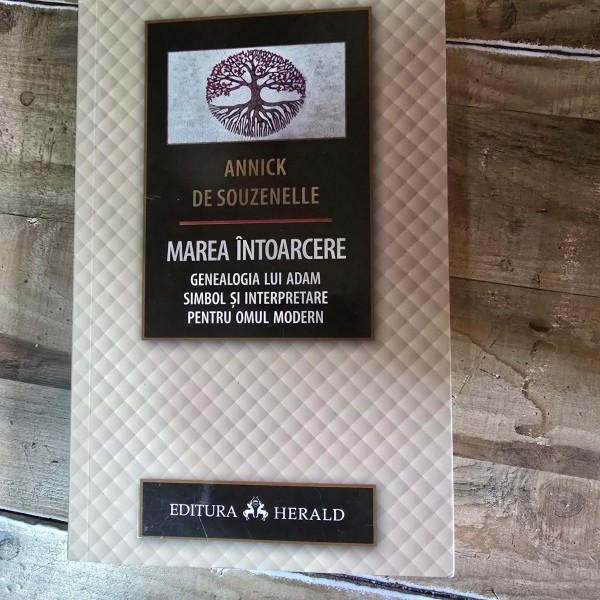 ANNICK
DE SOUZENELLE
MAREA ÎNTOARCERE
GENEALOGIA LUI ADAM
SIMBOL ȘI INTERPRETARE
PENTRU OMUL MODERN
EDITURA HERALD